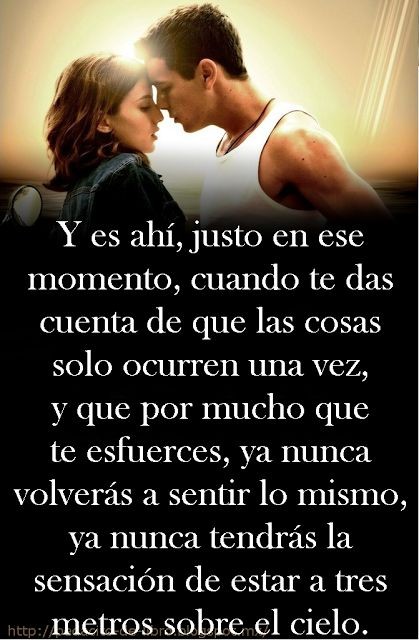 Y es ahí, justo en ese
momento, cuando te das
cuenta de que las cosas
solo ocurren una vez,
y que por mucho que
te esfuerces, ya nunca
volverás a sentir lo mismo,
ya nunca tendrás la
sensación de estar a tres
metros sobre el cielo.